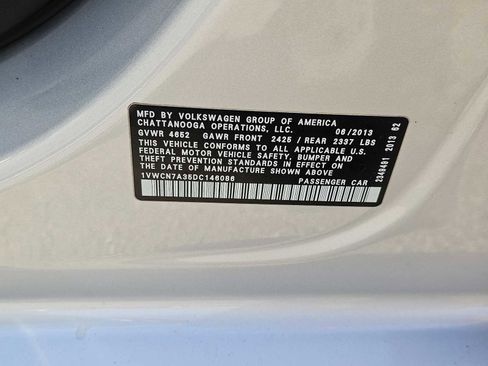 MFD BY VOLKSWAGEN GROUP OF AMERICA
CHATTANOOGA OPERATIONS, LLC. 06/2013
GVWR 4652 GAWR FRONT 2425 / REAR 2337 LBS
THIS VEHICLE CONFORMS TO ALL APPLICABLE U.S.
FEDERAL MOTOR VEHICLE SAFETY, BUMPER AND
THEFT PREVENTION STANDARDS IN EFFECT ON
THE DATE OF MANUFACTURE SHOWN ABOVE
1VWCN7A35DC146086 PASSENGER CAR
2349491 2013 62